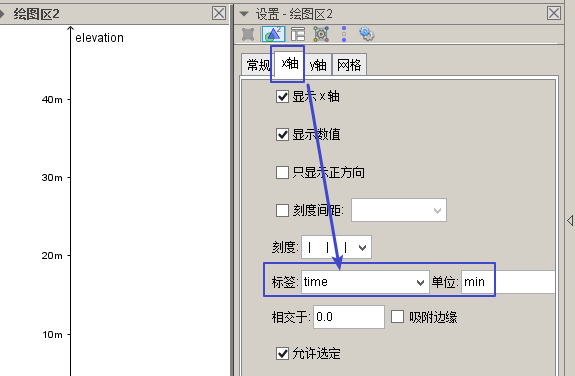 绘图区2
elevation
40m
30m
20m
10m
设置 - 绘图区2
常规 x轴 y轴 网格
显示 x 轴
显示数值
只显示正方向
刻度间距:
刻度: | | |
标签: time 单位: min
相交于: 0.0 吸附边缘
允许选定